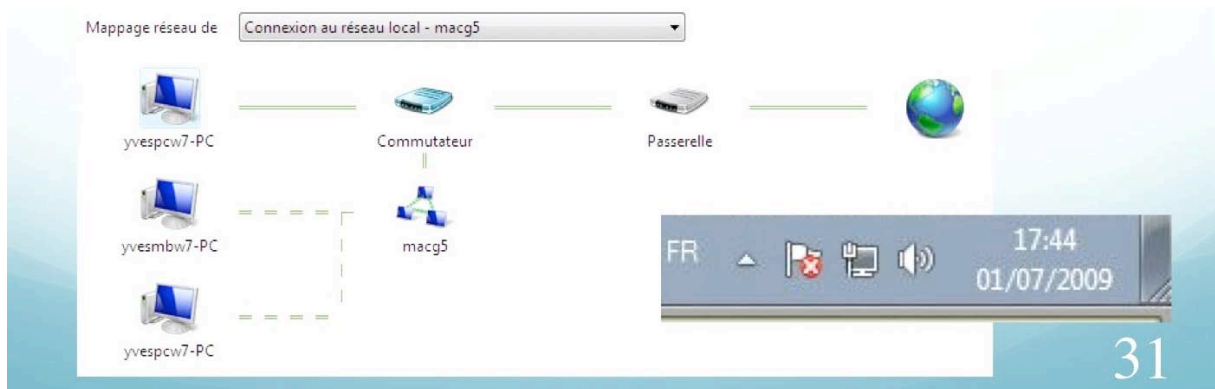 Mappage réseau de Connexion au réseau local - macg5
yvespcw7-PC Commutateur Passerelle
yvesmbw7-PC macg5
yvespcw7-PC
FR 17:44
01/07/2009
31